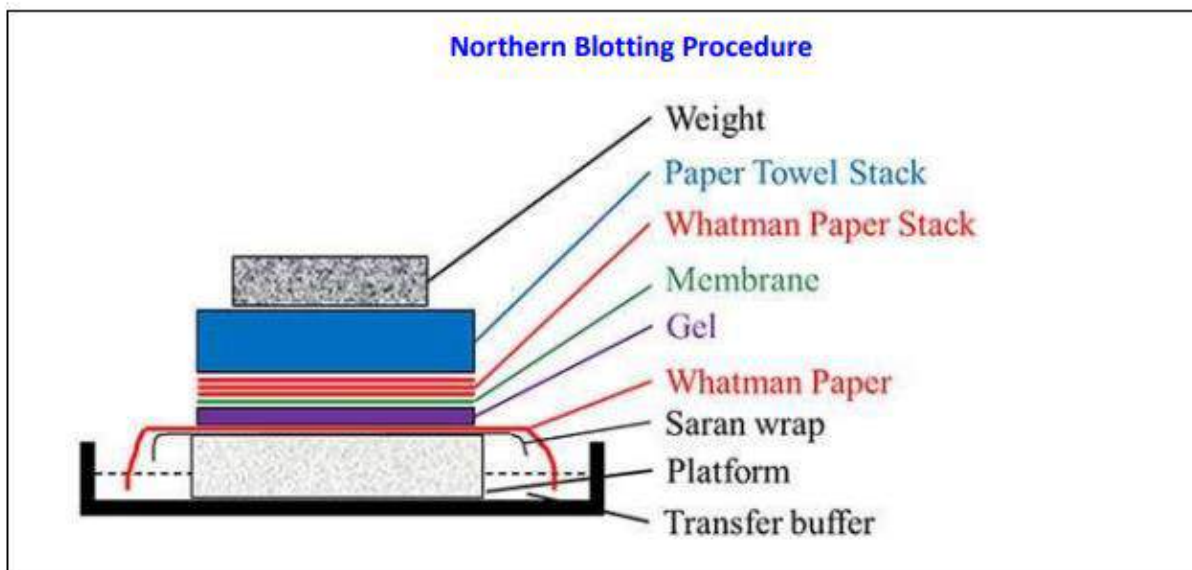 Northern Blotting Procedure
Weight
Paper Towel Stack
Whatman Paper Stack
Membrane
Gel
Whatman Paper
Saran wrap
Platform
Transfer buffer